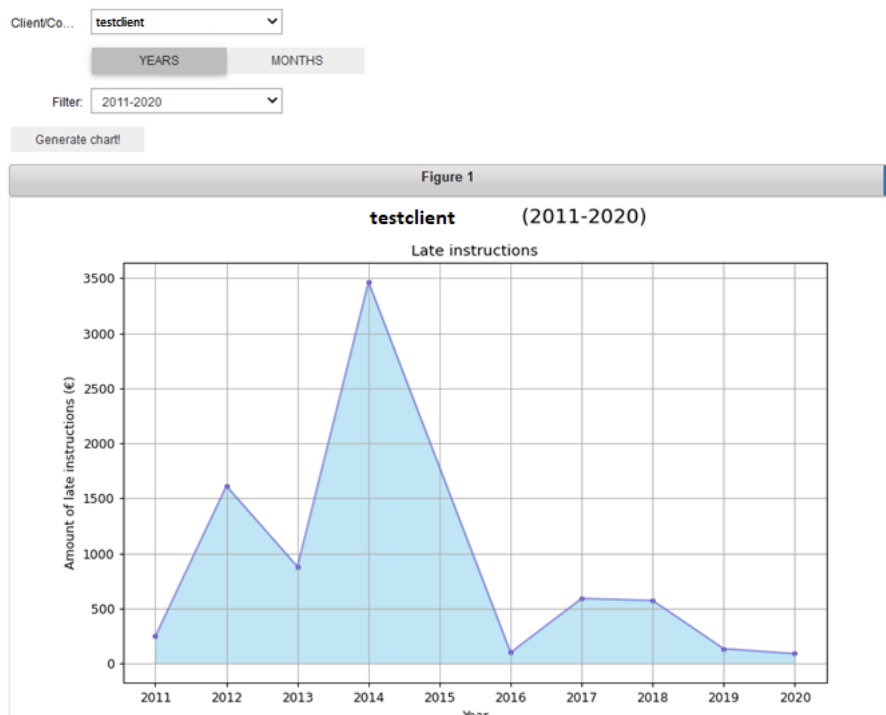 Client/Co... testclient
YEARS MONTHS
Filter: 2011-2020
Generate chart!
Figure 1
testclient (2011-2020)
Late instructions
3500
3000
2500
2000
1500
1000
500
0
Amount of late instructions (€)
2011 2012 2013 2014 2015 2016 2017 2018 2019 2020
Year